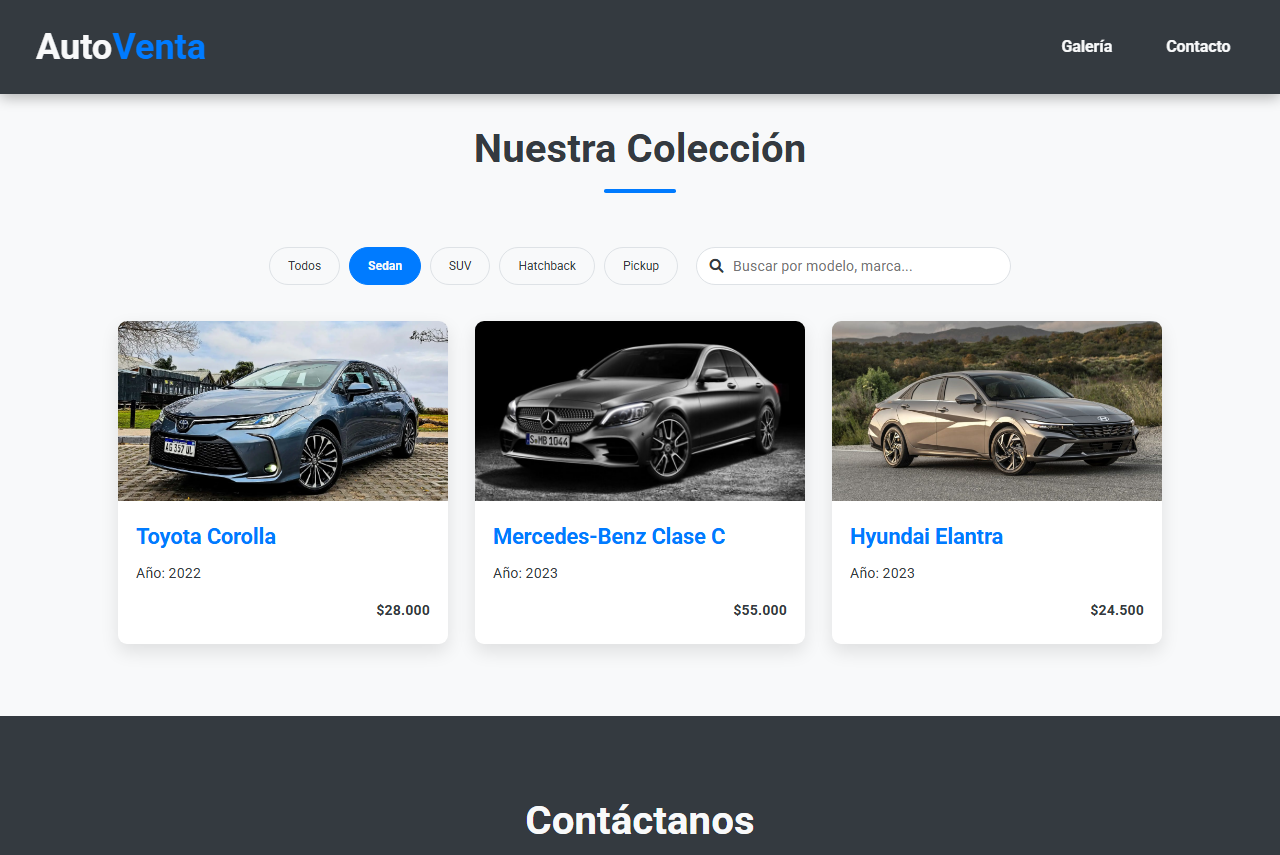 AutoVenta
Galería
Contacto
Nuestra Colección
Todos
Sedan
SUV
Hatchback
Pickup
Buscar por modelo, marca...
AG 357 UL
S·MB 1044
Toyota Corolla
Año: 2022
$28.000
Mercedes-Benz Clase C
Año: 2023
$55.000
Hyundai Elantra
Año: 2023
$24.500
Contáctanos